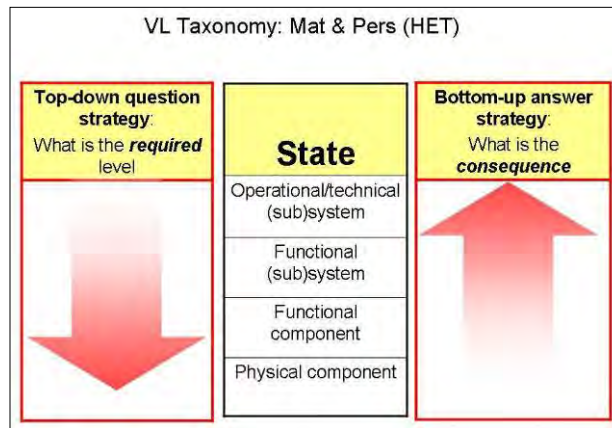 VL Taxonomy: Mat & Pers (HET)
Top-down question
strategy:
What is the required
level
State
Operational/technical
(sub)system
Functional
(sub)system
Functional
component
Physical component
Bottom-up answer
strategy:
What is the
consequence